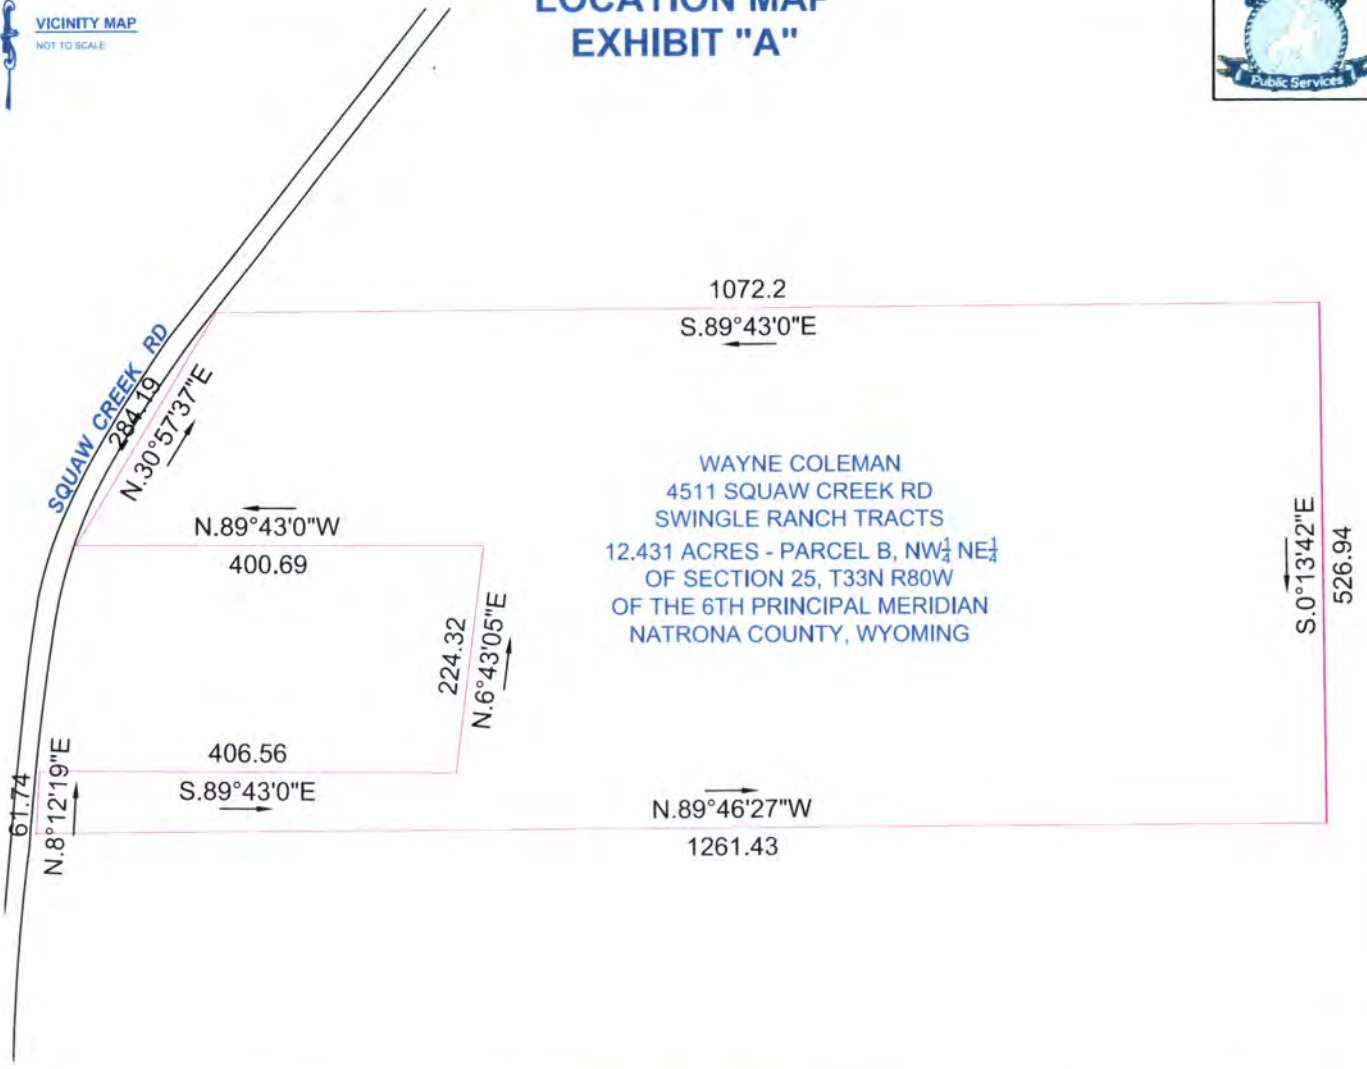 LOCATION MAP
EXHIBIT "A"
VICINITY MAP
NOT TO SCALE
Public Services
1072.2
S.89°43'0"E
SQUAW CREEK RD
284.19
N.30°57'37"E
N.89°43'0"W
400.69
WAYNE COLEMAN
4511 SQUAW CREEK RD
SWINGLE RANCH TRACTS
12.431 ACRES - PARCEL B, NW¼ NE¼
OF SECTION 25, T33N R80W
OF THE 6TH PRINCIPAL MERIDIAN
NATRONA COUNTY, WYOMING
S.0°13'42"E
526.94
224.32
N.6°43'05"E
406.56
S.89°43'0"E
61.74
N.8°12'19"E
N.89°46'27"W
1261.43